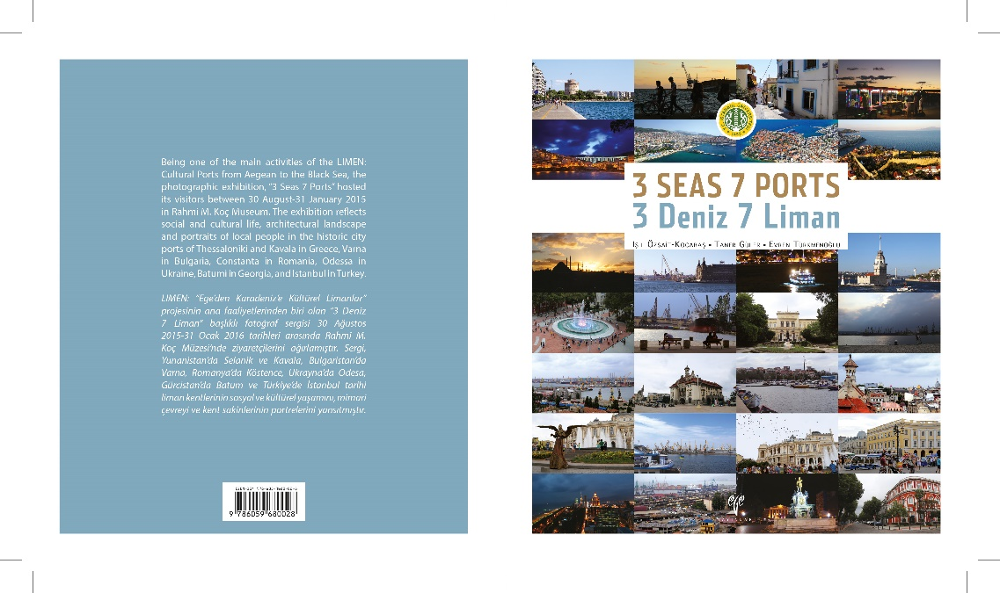 Being one of the main activities of the LIMEN:
Cultural Ports from Aegean to the Black Sea, the
photographic exhibition, "3 Seas 7 Ports" hosted
its visitors between 30 August-31 January 2015
in Rahmi M. Koç Museum. The exhibition reflects
social and cultural life, architectural landscape
and portraits of local people in the historic city
ports of Thessaloniki and Kavala in Greece, Varna
in Bulgaria, Constanta in Romania, Odessa in
Ukraine, Batumi in Georgia, and Istanbul in Turkey.
LIMEN: "Ege'den Karadeniz'e Kültürel Limanlar"
projesinin ana faaliyetlerinden biri olan "3 Deniz
7 Liman" başlıklı fotoğraf sergisi 30 Ağustos
2015-31 Ocak 2016 tarihleri arasında Rahmi M.
Koç Müzesi'nde ziyaretçilerini ağırlamıştır. Sergi,
Yunanistan'da Selanik ve Kavala, Bulgaristan'da
Varna, Romanya'da Köstence, Ukrayna'da Odesa,
Gürcistan'da Batum ve Türkiye'de İstanbul tarihi
liman kentlerinin sosyal ve kültürel yaşamını, mimari
çevreyi ve kent sakinlerinin portrelerini yansıtmıştır.
9 786059 680028
3 SEAS 7 PORTS
3 Deniz 7 Liman
Işıl Özsait-Kocabaş • Taner Güler • Evren Türkmenoğlu
ege